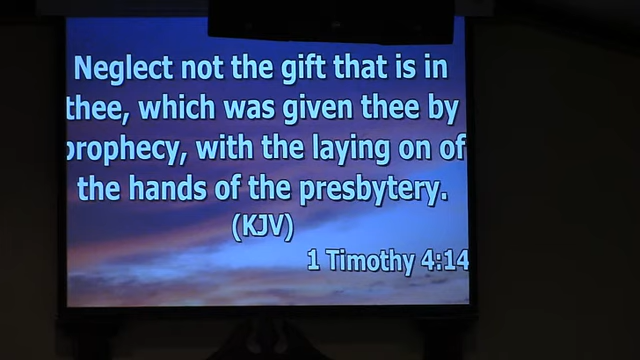 Neglect not the gift that is in
thee, which was given thee by
prophecy, with the laying on of
the hands of the presbytery.
(KJV)
1 Timothy 4:14